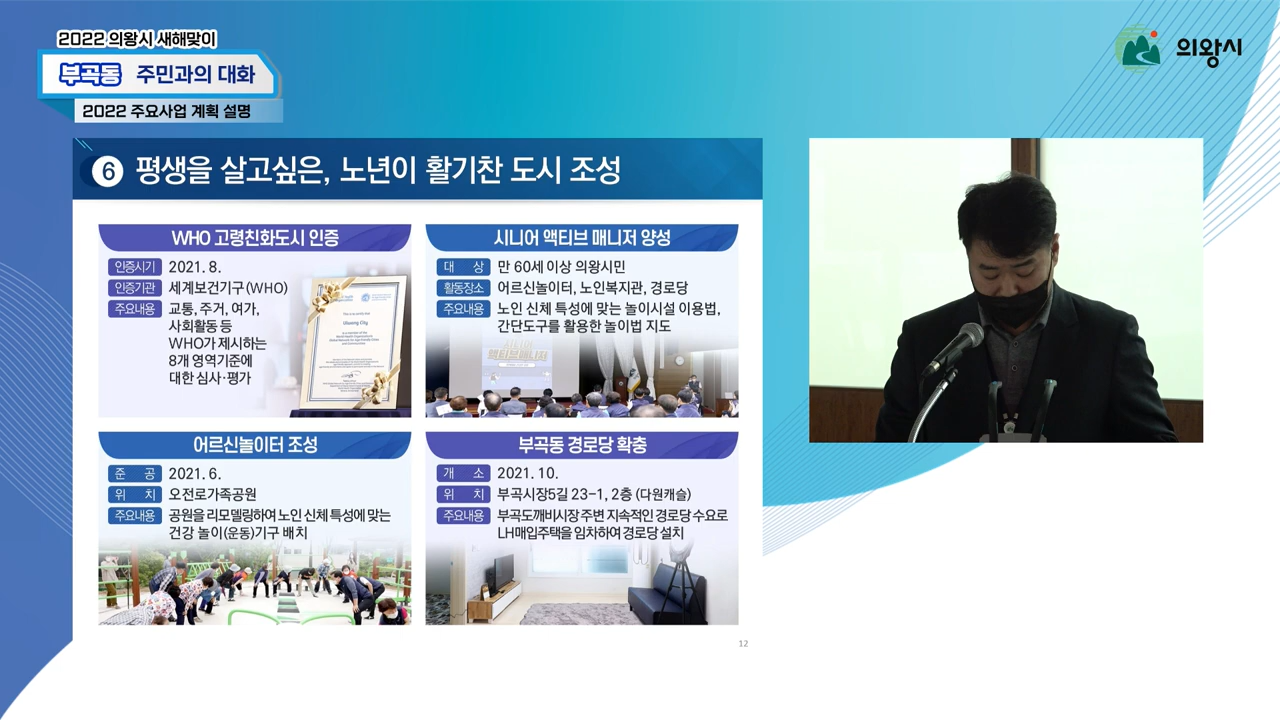 2022 의왕시 새해맞이
부곡동 주민과의 대화
2022 주요사업 계획 설명
의왕시
6 평생을 살고싶은, 노년이 활기찬 도시 조성
WHO 고령친화도시 인증
인증시기 2021. 8.
인증기관 세계보건기구(WHO)
주요내용 교통, 주거, 여가,
사회활동 등
WHO가 제시하는
8개 영역기준에
대한 심사·평가
Uiwang City
시니어 액티브 매니저 양성
대 상 만 60세 이상 의왕시민
활동장소 어르신놀이터, 노인복지관, 경로당
주요내용 노인 신체 특성에 맞는 놀이시설 이용법,
간단도구를 활용한 놀이법 지도
액티브매니저
어르신놀이터 조성
준 공 2021. 6.
위 치 오전로가족공원
주요내용 공원을 리모델링하여 노인 신체 특성에 맞는
건강 놀이(운동)기구 배치
부곡동 경로당 확충
개 소 2021. 10.
위 치 부곡시장5길 23-1, 2층 (다원캐슬)
주요내용 부곡도깨비시장 주변 지속적인 경로당 수요로
LH매입주택을 임차하여 경로당 설치
12